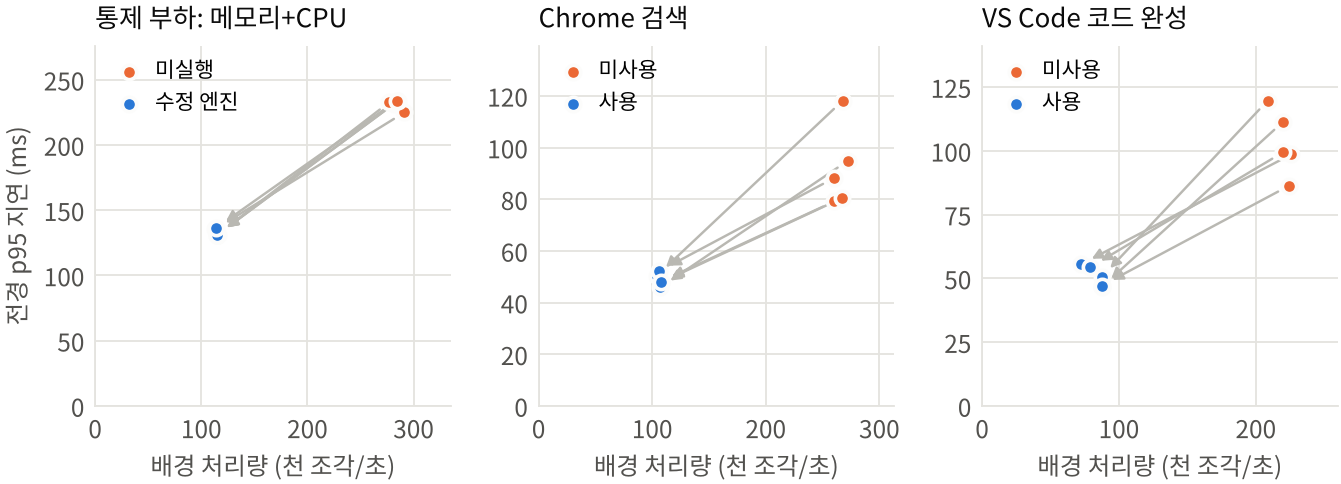 통제 부하: 메모리+CPU
미실행
수정 엔진
250
200
150
100
50
0
0 100 200 300
전경 p95 지연 (ms)
배경 처리량 (천 조각/초)
Chrome 검색
미사용
사용
120
100
80
60
40
20
0
0 100 200 300
배경 처리량 (천 조각/초)
VS Code 코드 완성
미사용
사용
125
100
75
50
25
0
0 100 200
배경 처리량 (천 조각/초)